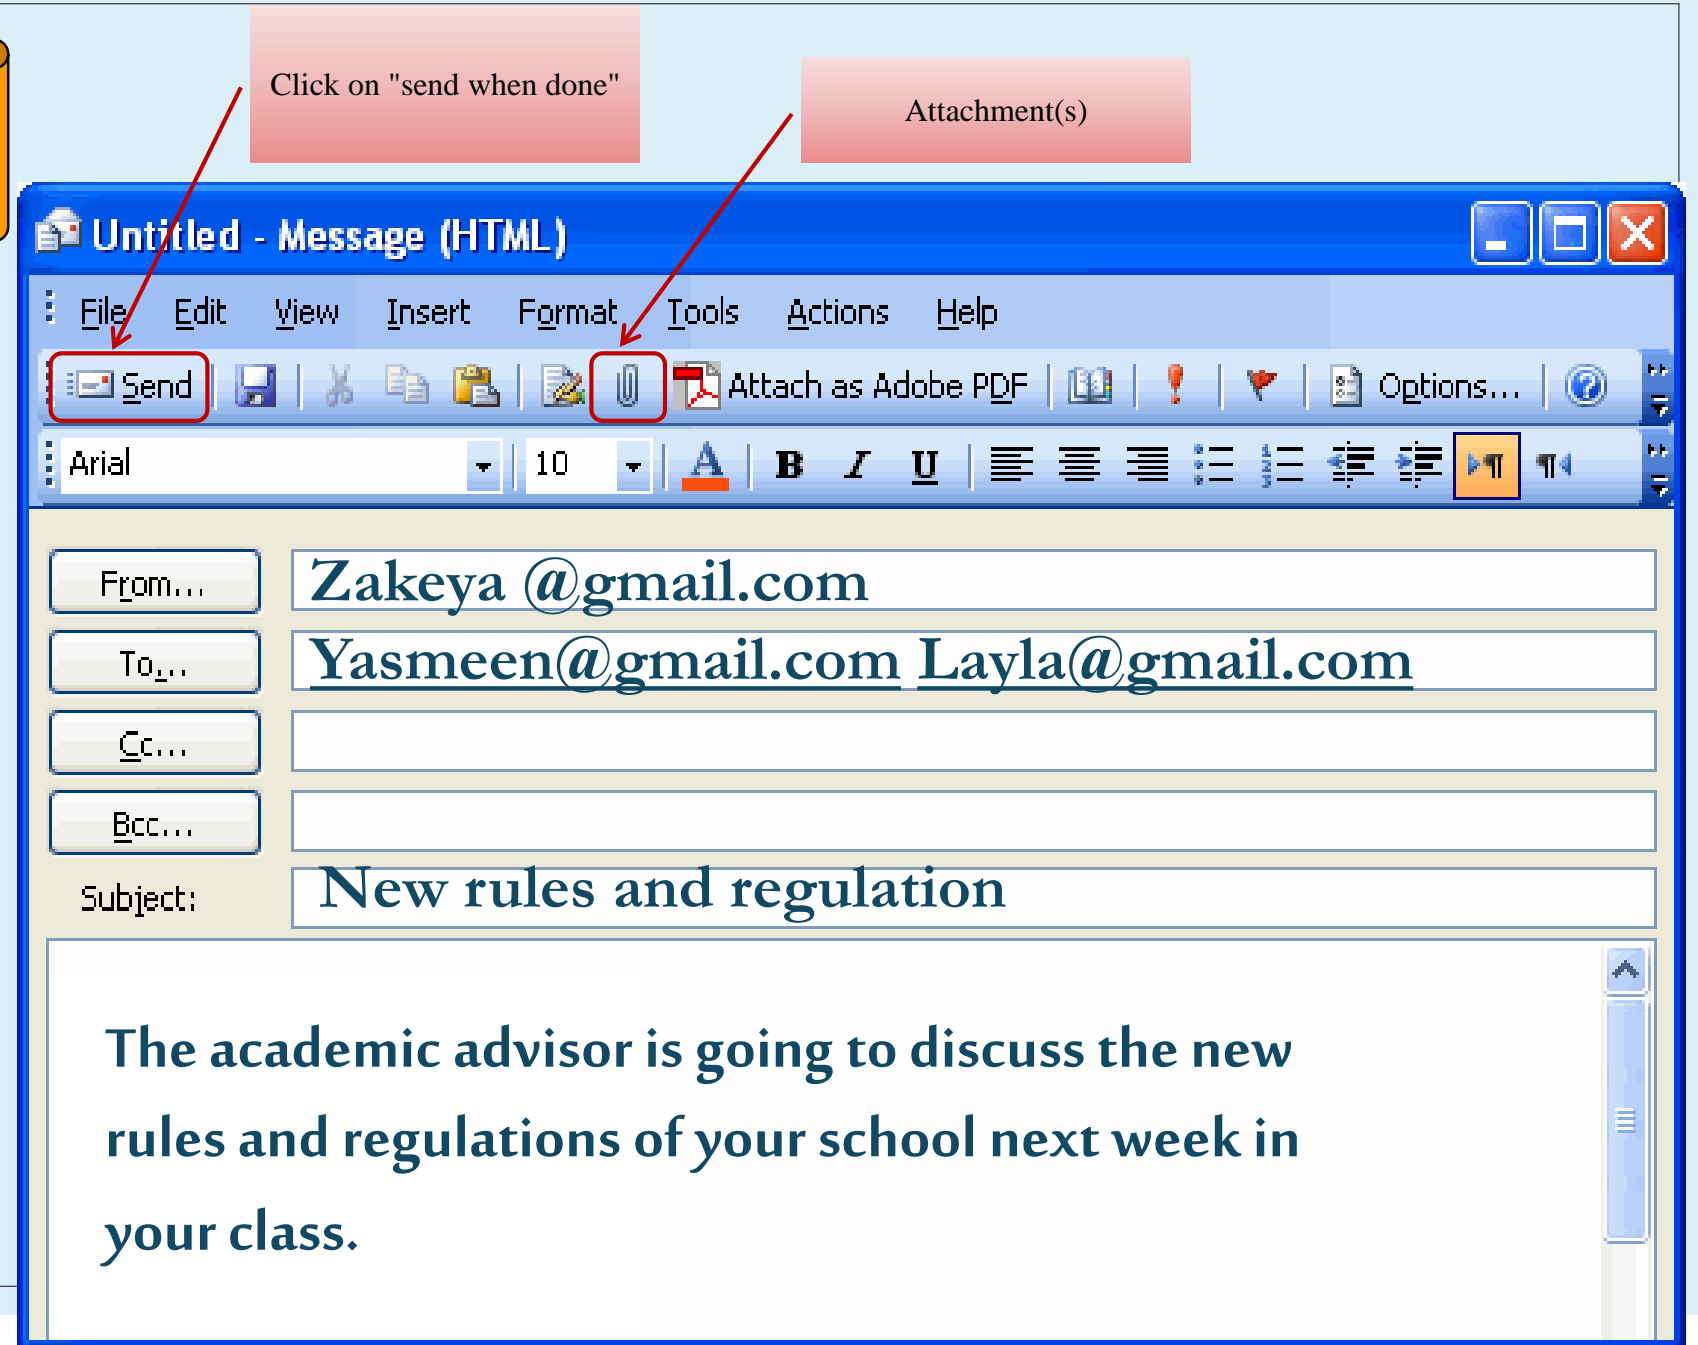 Click on "send when done"
Attachment(s)
Untitled - Message (HTML)
File Edit View Insert Format Tools Actions Help
Send Attach as Adobe PDF Options...
Arial 10 A B I U
From... Zakeya @gmail.com
To... Yasmeen@gmail.com Layla@gmail.com
Cc...
Bcc...
Subject: New rules and regulation
The academic advisor is going to discuss the new
rules and regulations of your school next week in
your class.